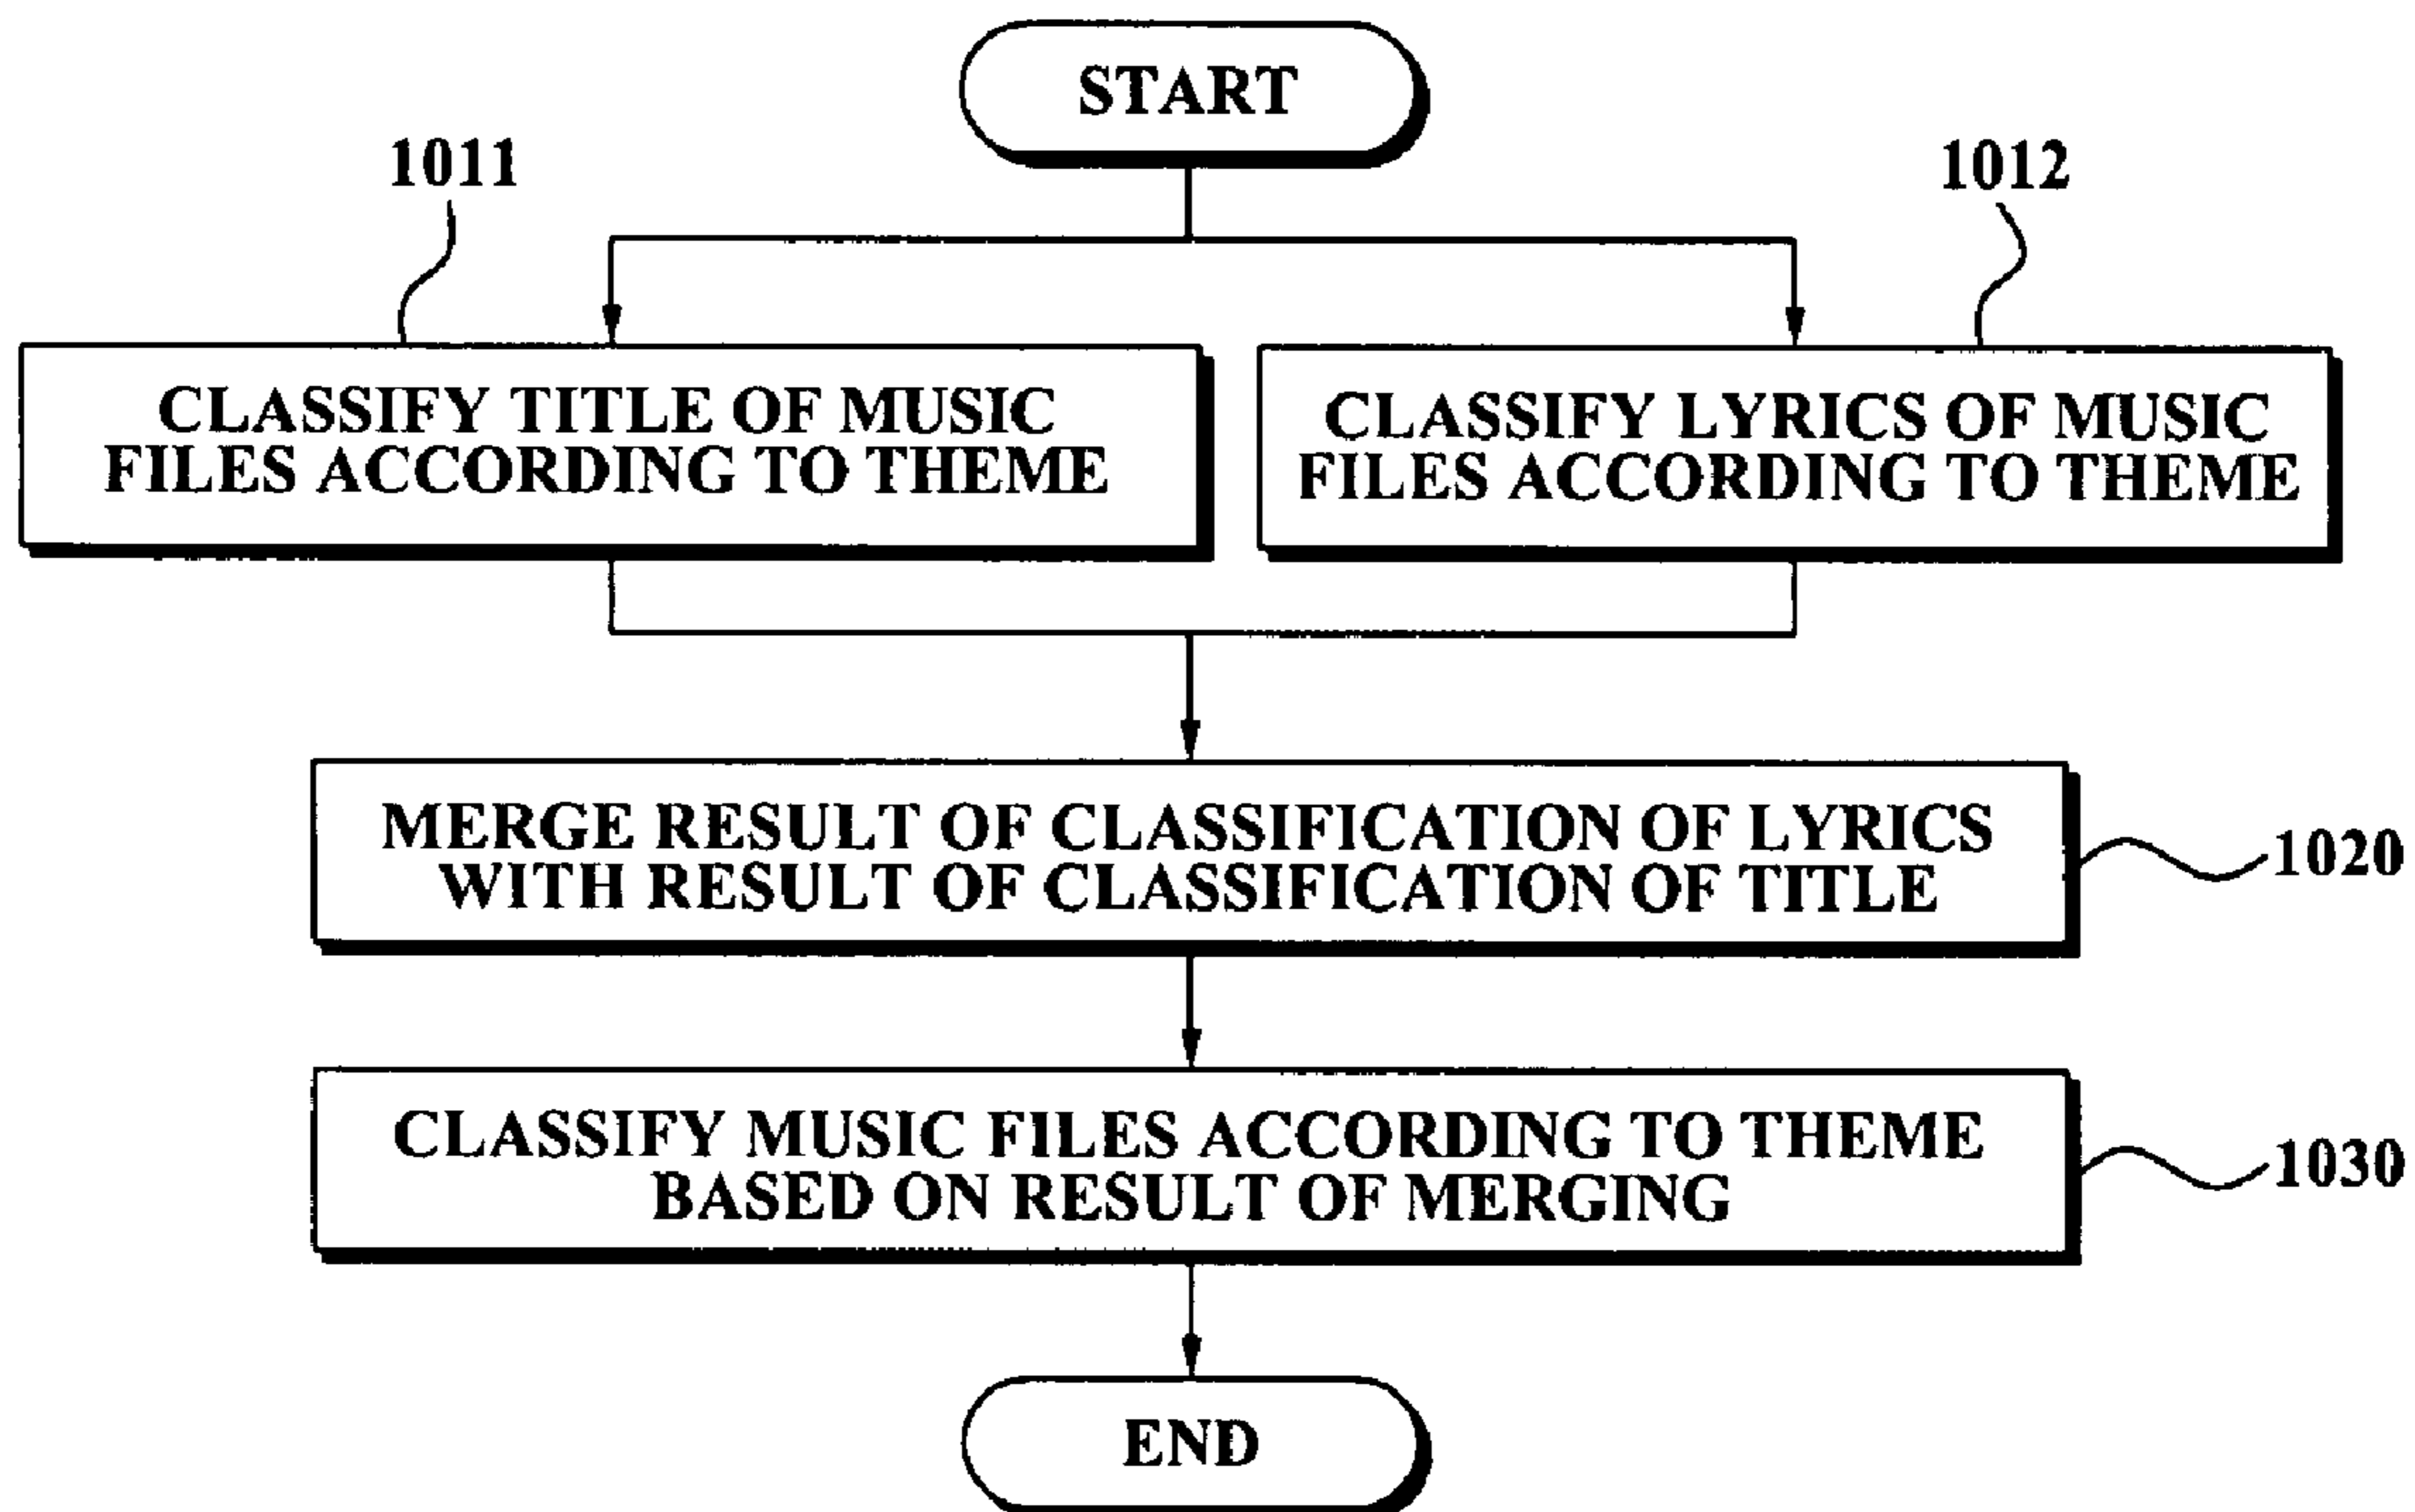 START
1011
1012
CLASSIFY TITLE OF MUSIC
FILES ACCORDING TO THEME
CLASSIFY LYRICS OF MUSIC
FILES ACCORDING TO THEME
MERGE RESULT OF CLASSIFICATION OF LYRICS
WITH RESULT OF CLASSIFICATION OF TITLE
1020
CLASSIFY MUSIC FILES ACCORDING TO THEME
BASED ON RESULT OF MERGING
1030
END